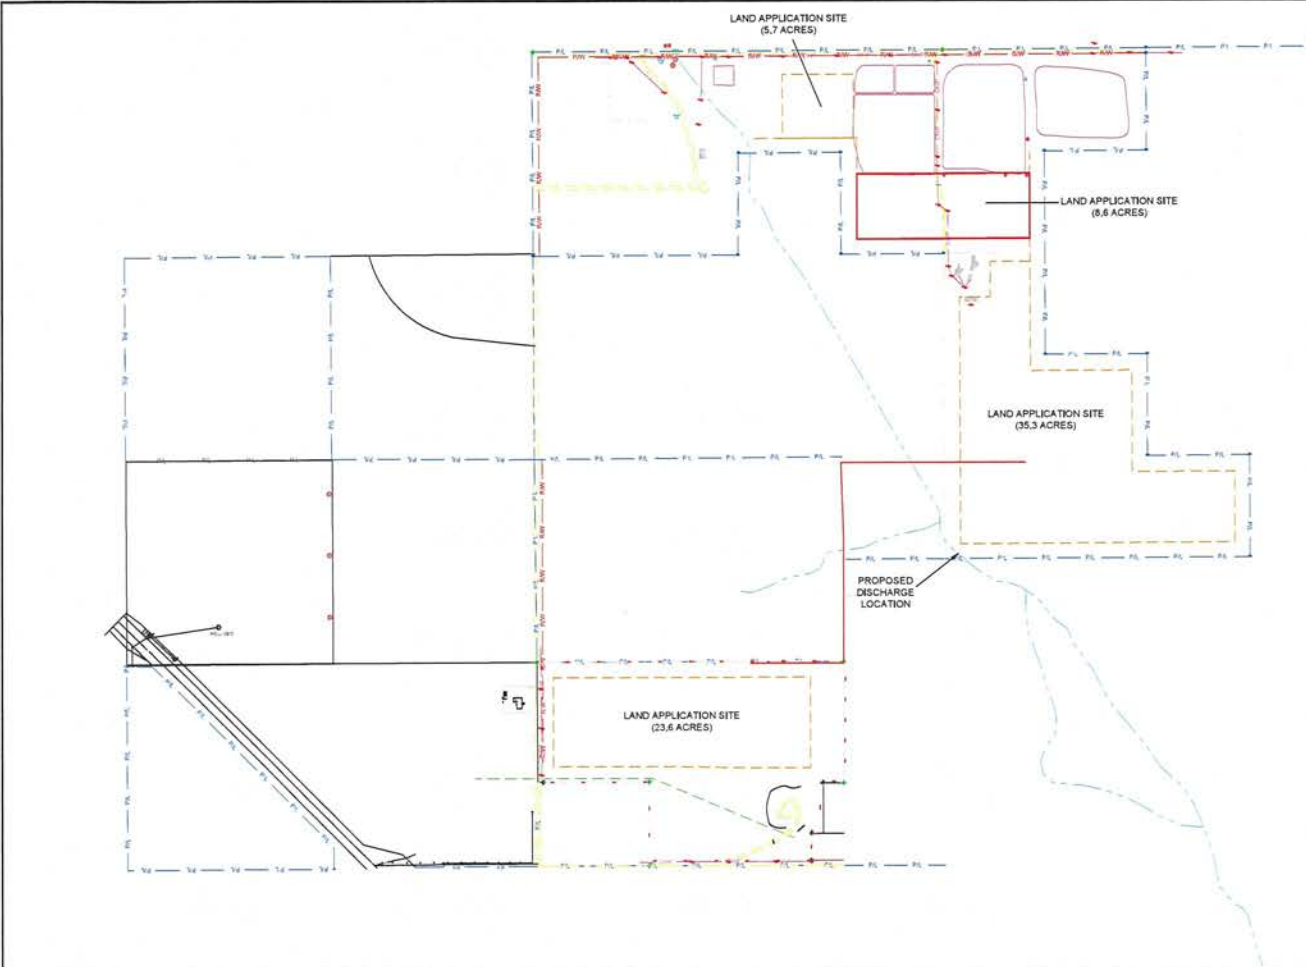 LAND APPLICATION SITE
(5.7 ACRES)
LAND APPLICATION SITE
(8.6 ACRES)
LAND APPLICATION SITE
(35.3 ACRES)
PROPOSED
DISCHARGE
LOCATION
LAND APPLICATION SITE
(23.6 ACRES)
P/L
R/W